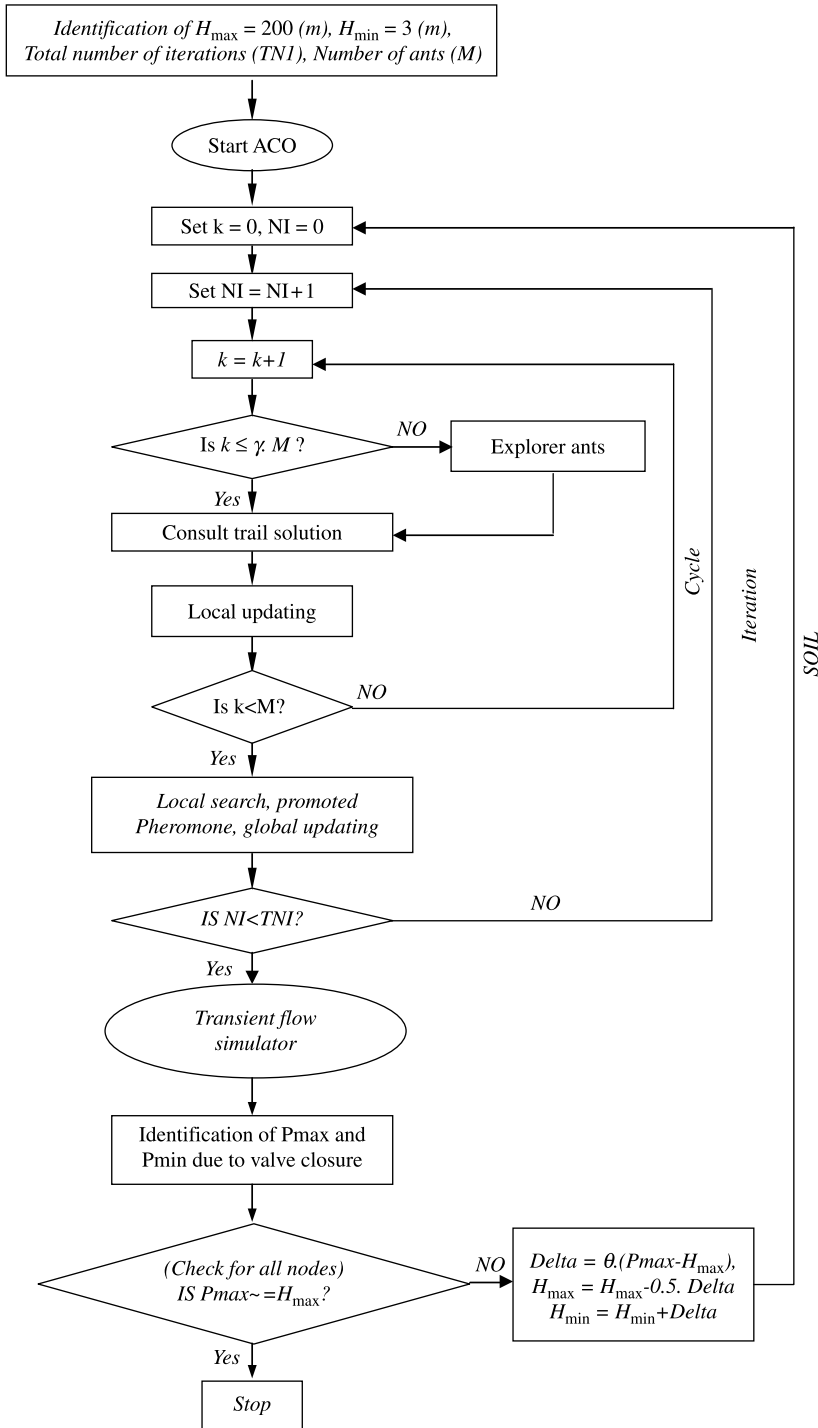 Identification of Hmax = 200 (m), Hmin = 3 (m),
Total number of iterations (TN1), Number of ants (M)
Start ACO
Set k = 0, NI = 0
Set NI = NI+1
k = k+1
Is k ≤ γ. M ?
NO
Explorer ants
Yes
Consult trail solution
Local updating
Is k<M?
NO
Cycle
Iteration
SOIL
Yes
Local search, promoted
Pheromone, global updating
IS NI<TNI?
NO
Yes
Transient flow
simulator
Identification of Pmax and
Pmin due to valve closure
(Check for all nodes)
IS Pmax~ =Hmax?
NO
Delta = θ.(Pmax-Hmax),
Hmax = Hmax-0.5. Delta
Hmin = Hmin+Delta
Yes
Stop